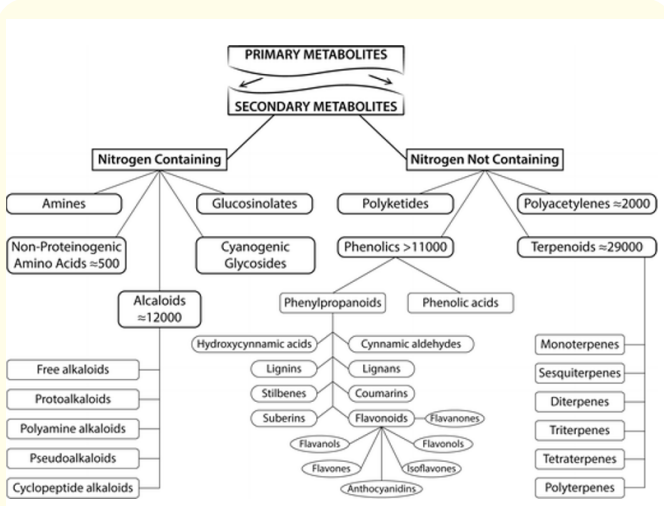 PRIMARY METABOLITES
SECONDARY METABOLITES
Nitrogen Containing
Nitrogen Not Containing
Amines
Glucosinolates
Polyketides
Polyacetylenes ≈2000
Non-Proteinogenic
Amino Acids ≈500
Cyanogenic
Glycosides
Phenolics >11000
Terpenoids ≈29000
Alcaloids
≈12000
Phenylpropanoids
Phenolic acids
Hydroxycynnamic acids
Cynnamic aldehydes
Lignins
Lignans
Stilbenes
Coumarins
Suberins
Flavonoids
Flavanones
Flavanols
Flavonols
Flavones
Isoflavones
Anthocyanidins
Free alkaloids
Protoalkaloids
Polyamine alkaloids
Pseudoalkaloids
Cyclopeptide alkaloids
Monoterpenes
Sesquiterpenes
Diterpenes
Triterpenes
Tetraterpenes
Polyterpenes